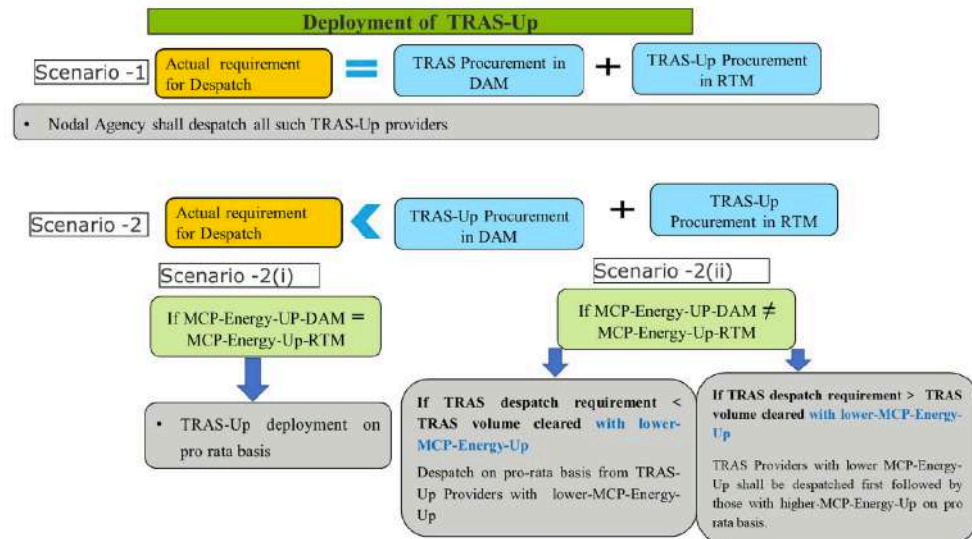 Deployment of TRAS-Up
Scenario -1
Actual requirement
for Despatch
=
TRAS Procurement in
DAM
+
TRAS-Up Procurement
in RTM
• Nodal Agency shall despatch all such TRAS-Up providers
Scenario -2
Actual requirement
for Despatch
<
TRAS-Up Procurement
in DAM
+
TRAS-Up
Procurement in RTM
Scenario -2(i)
If MCP-Energy-UP-DAM =
MCP-Energy-Up-RTM
• TRAS-Up deployment on
pro rata basis
Scenario -2(ii)
If MCP-Energy-UP-DAM ≠
MCP-Energy-Up-RTM
If TRAS despatch requirement <
TRAS volume cleared with lower-
MCP-Energy-Up
Despatch on pro-rata basis from TRAS-
Up Providers with lower-MCP-Energy-
Up
If TRAS despatch requirement > TRAS
volume cleared with lower-MCP-Energy-
Up
TRAS Providers with lower MCP-Energy-
Up shall be despatched first followed by
those with higher-MCP-Energy-Up on pro
rata basis.